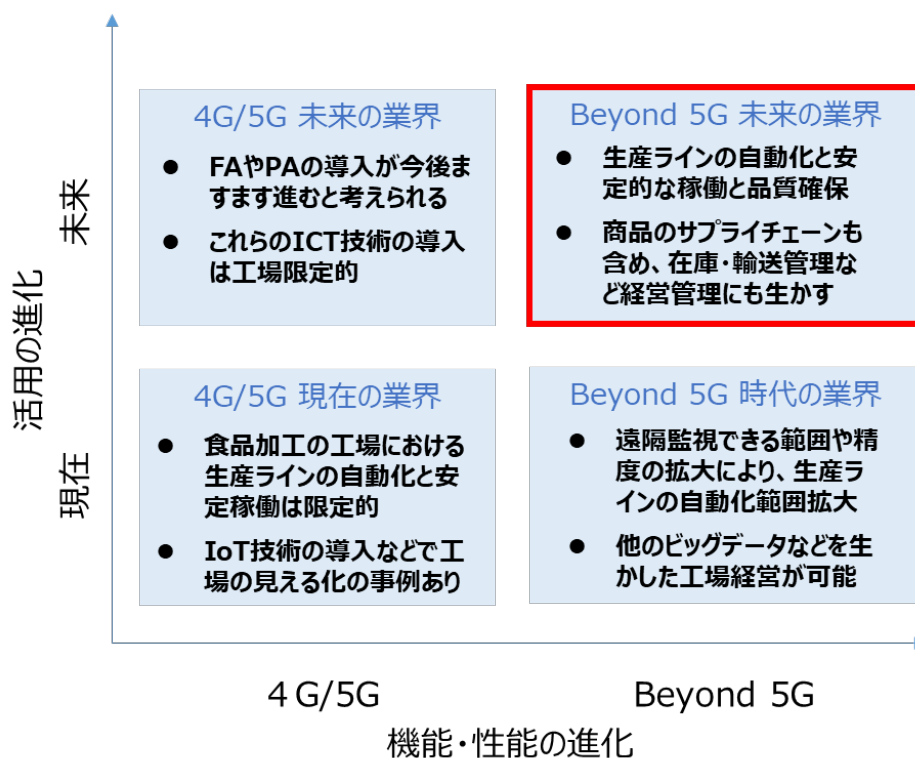 4G/5G 未来の業界
● FAやPAの導入が今後ま
すます進むと考えられる
● これらのICT技術の導入
は工場限定的
Beyond 5G 未来の業界
● 生産ラインの自動化と安
定的な稼働と品質確保
● 商品のサプライチェーンも
含め、在庫・輸送管理な
ど経営管理にも生かす
4G/5G 現在の業界
● 食品加工の工場における
生産ラインの自動化と安
定稼働は限定的
● IoT技術の導入などで工
場の見える化の事例あり
Beyond 5G 時代の業界
● 遠隔監視できる範囲や精
度の拡大により、生産ラ
インの自動化範囲拡大
● 他のビッグデータなどを生
かした工場経営が可能
活用の進化
未来
現在
4G/5G
Beyond 5G
機能・性能の進化